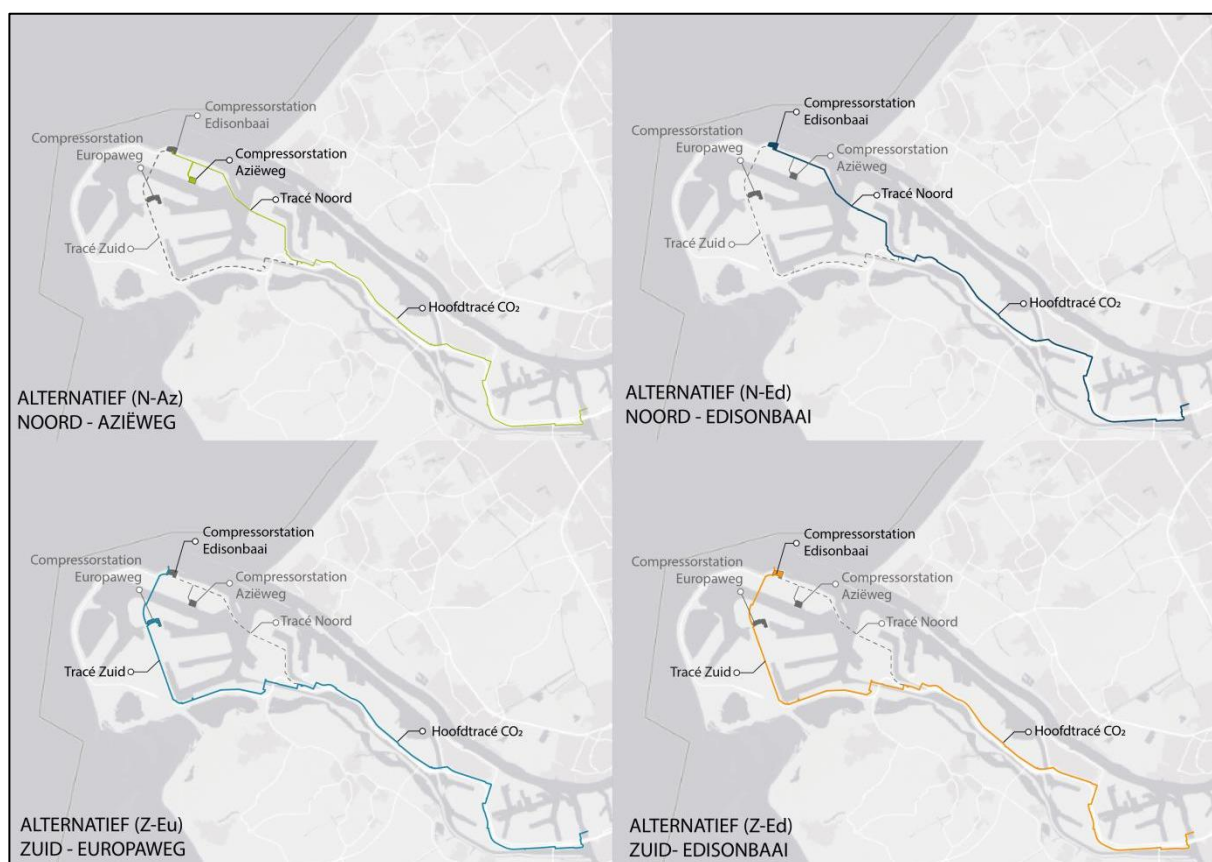 Compressorstation
Edisonbaai
Compressorstation
Europaweg
Compressorstation
Aziëweg
Tracé Noord
Tracé Zuid
Hoofdtracé CO₂
ALTERNATIEF (N-Az)
NOORD - AZIËWEG
Compressorstation
Edisonbaai
Compressorstation
Europaweg
Compressorstation
Aziëweg
Tracé Noord
Tracé Zuid
Hoofdtracé CO₂
ALTERNATIEF (N-Ed)
NOORD - EDISONBAAI
Compressorstation
Edisonbaai
Compressorstation
Europaweg
Compressorstation
Aziëweg
Tracé Noord
Tracé Zuid
Hoofdtracé CO₂
ALTERNATIEF (Z-Eu)
ZUID - EUROPAWEG
Compressorstation
Edisonbaai
Compressorstation
Europaweg
Compressorstation
Aziëweg
Tracé Noord
Tracé Zuid
Hoofdtracé CO₂
ALTERNATIEF (Z-Ed)
ZUID- EDISONBAAI